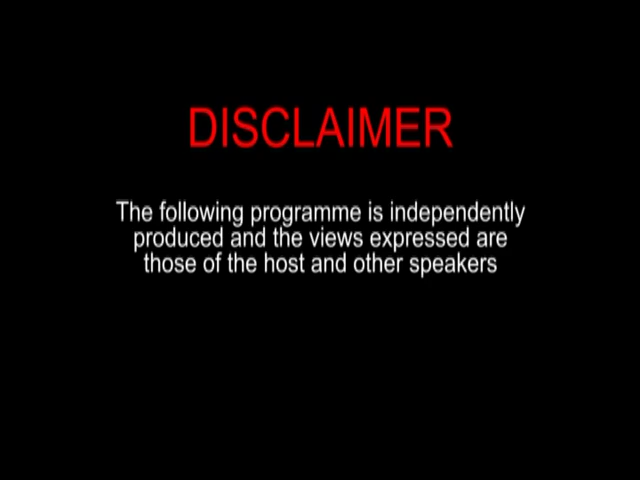 DISCLAIMER
The following programme is independently
produced and the views expressed are
those of the host and other speakers